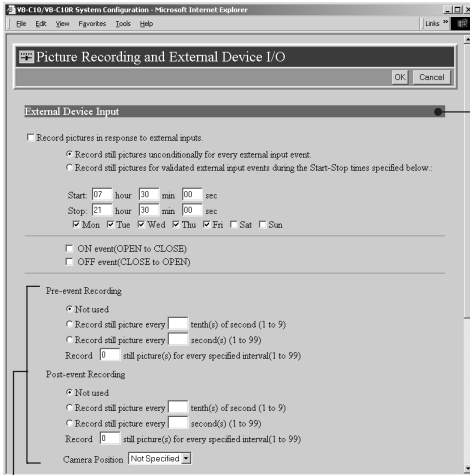 VB-C10/VB-C10R System Configuration - Microsoft Internet Explorer
File Edit View Favorites Tools Help Links »
Picture Recording and External Device I/O
OK Cancel
External Device Input
Record pictures in response to external inputs.
Record still pictures unconditionally for every external input event.
Record still pictures for validated external input events during the Start-Stop times specified below.:
Start: 07 hour 30 min 00 sec
Stop: 21 hour 30 min 00 sec
Mon Tue Wed Thu Fri Sat Sun
ON event(OPEN to CLOSE)
OFF event(CLOSE to OPEN)
Pre-event Recording
Not used
Record still picture every tenth(s) of second (1 to 9)
Record still picture every second(s) (1 to 99)
Record 0 still picture(s) for every specified interval(1 to 99)
Post-event Recording
Not used
Record still picture every tenth(s) of second (1 to 9)
Record still picture every second(s) (1 to 99)
Record 0 still picture(s) for every specified interval(1 to 99)
Camera Position Not Specified